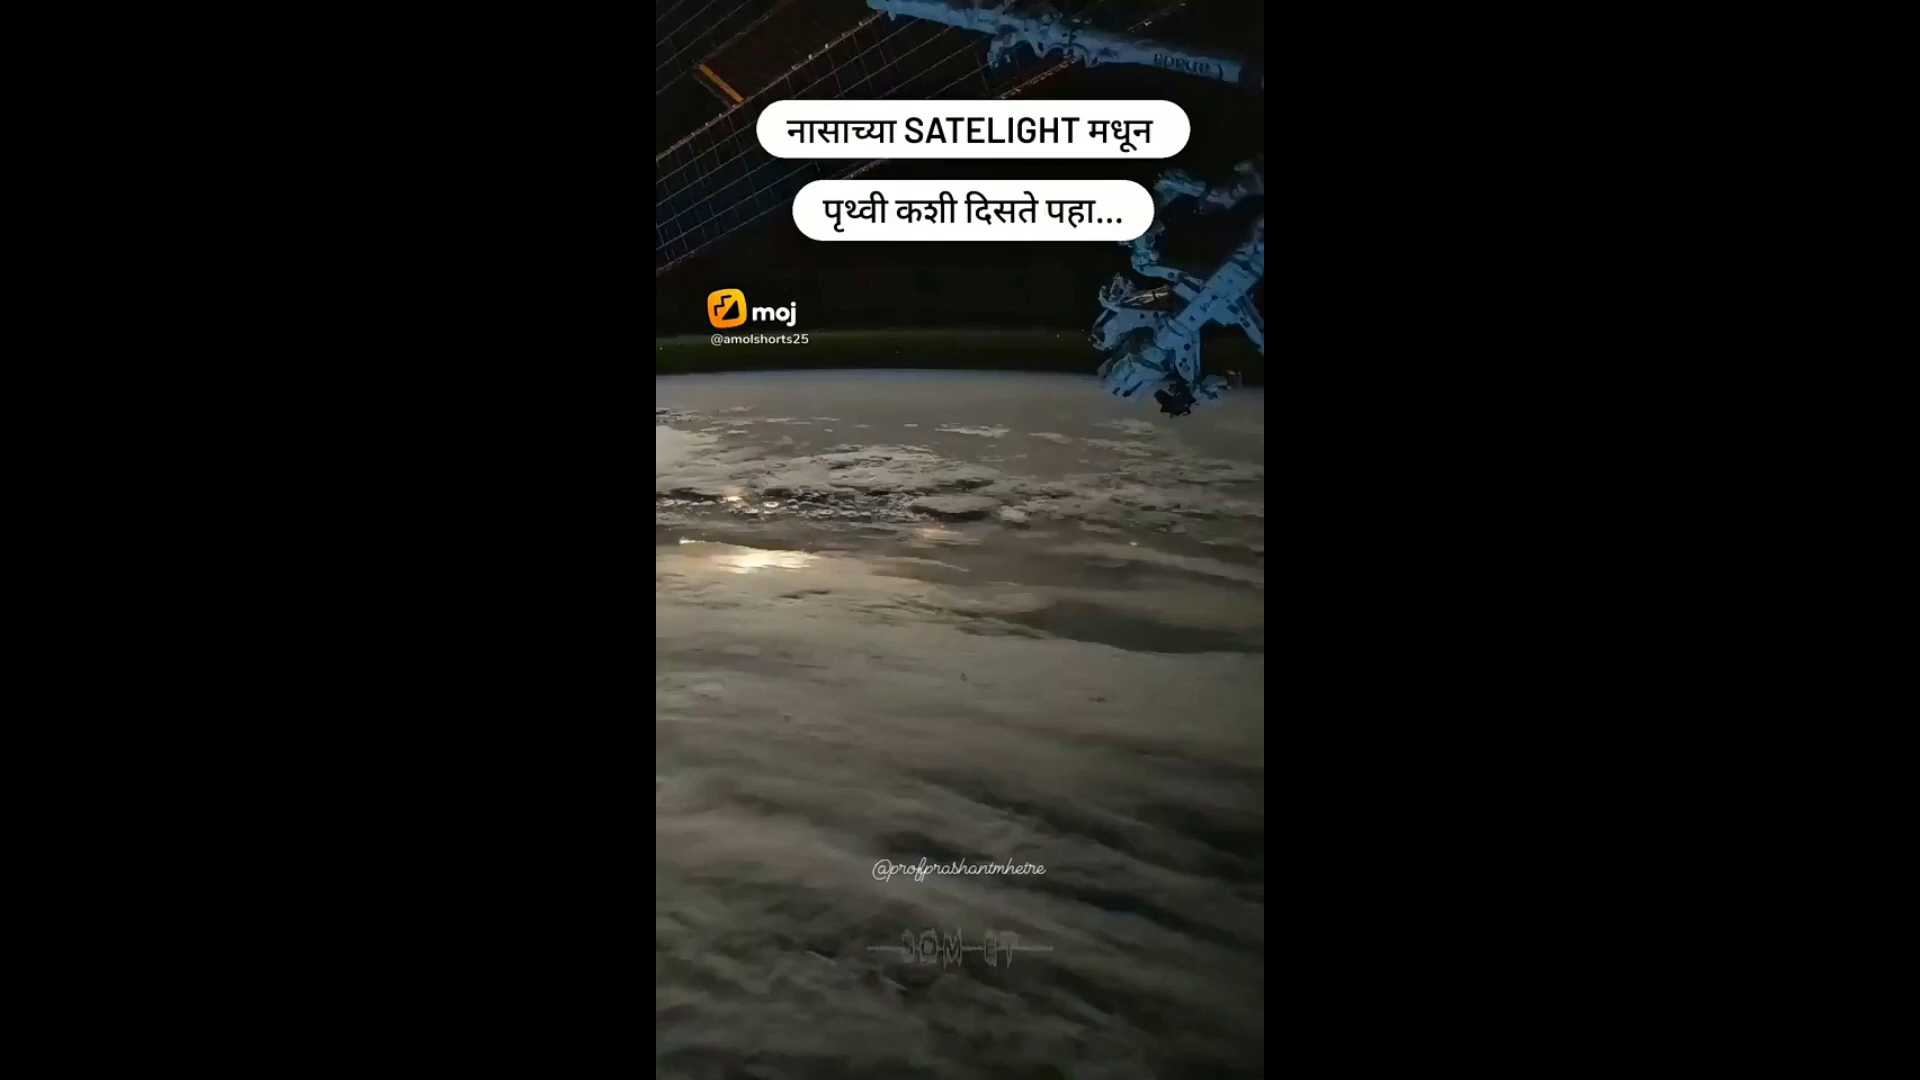 नासाच्या SATELIGHT मधून
पृथ्वी कशी दिसते पहा...
moj
@amolshorts25
@profprashantmhetre